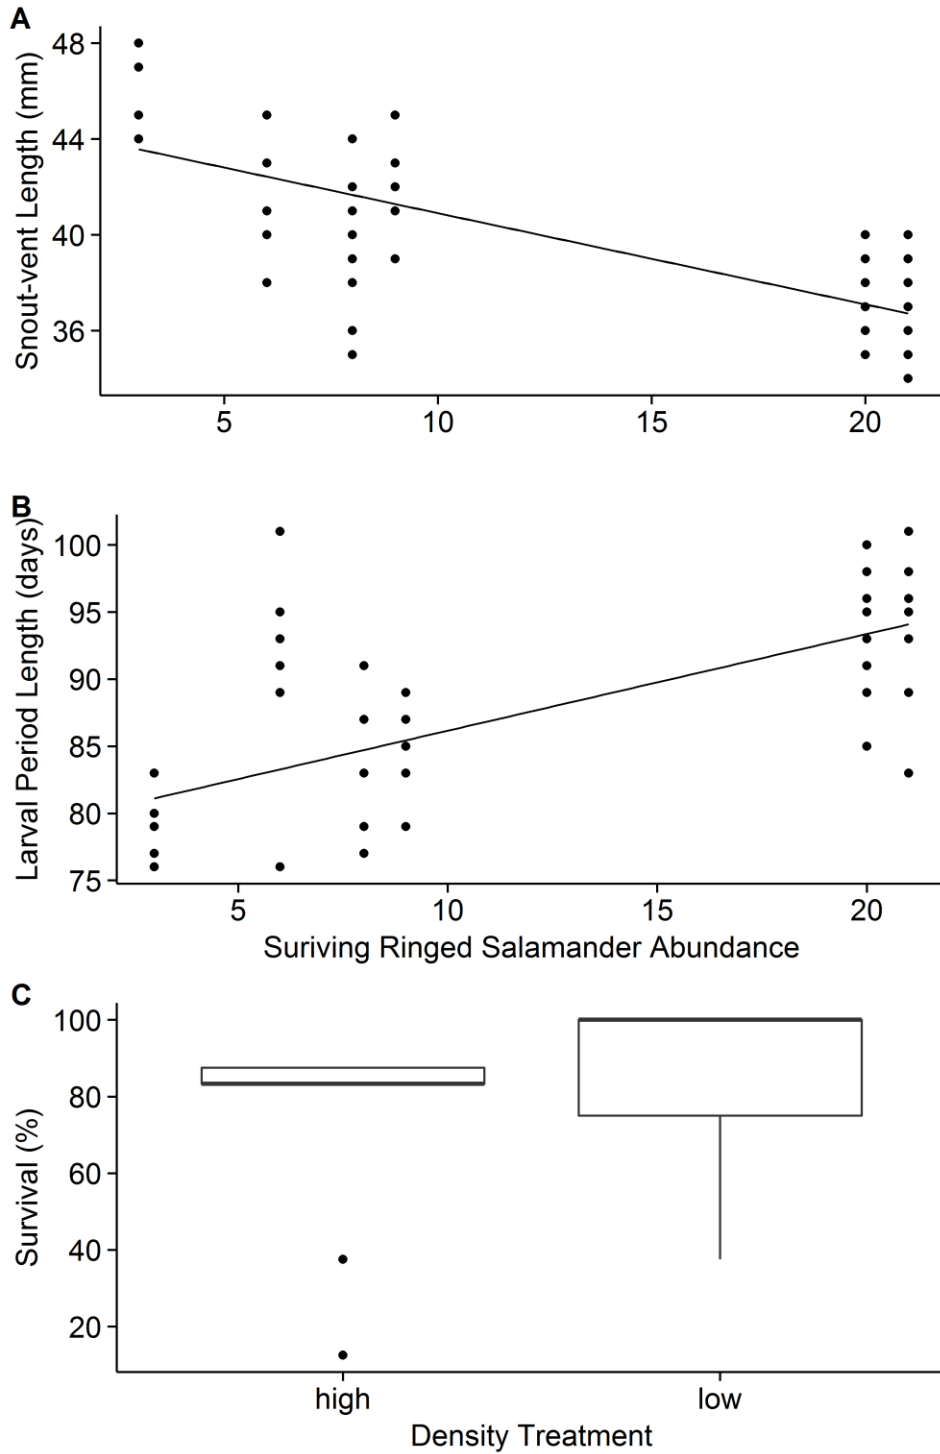 A
Snout-vent Length (mm)
48
44
40
36
5 10 15 20
B
Larval Period Length (days)
100
95
90
85
80
75
5 10 15 20
Suriving Ringed Salamander Abundance
C
Survival (%)
100
80
60
40
20
high low
Density Treatment